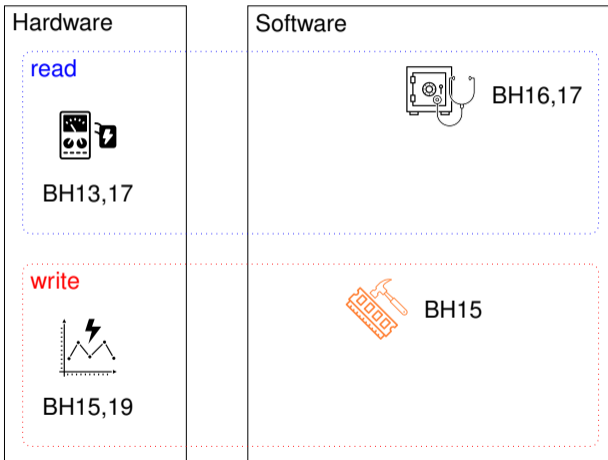 Hardware
Software
read
BH16,17
BH13,17
write
BH15
BH15,19